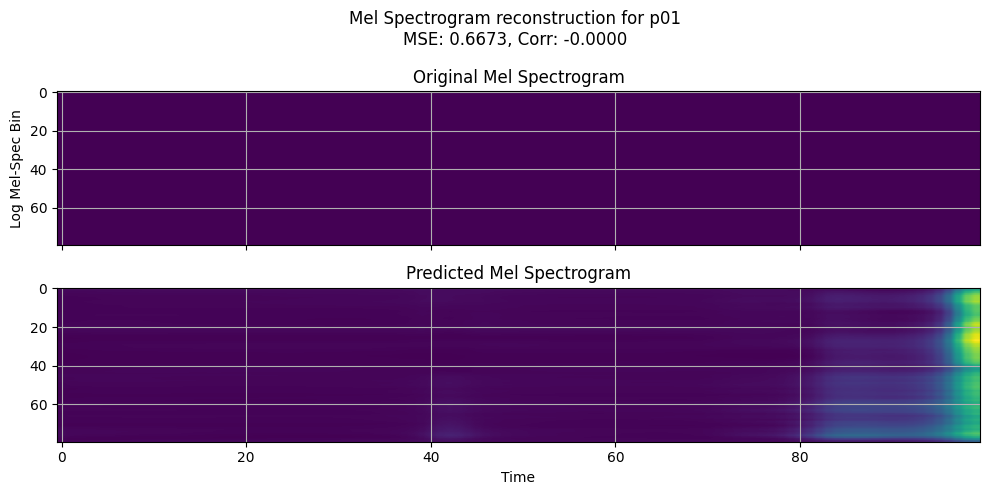 Mel Spectrogram reconstruction for p01
MSE: 0.6673, Corr: -0.0000
Original Mel Spectrogram
0
20
40
60
Log Mel-Spec Bin
Predicted Mel Spectrogram
0
20
40
60
0 20 40 60 80
Time